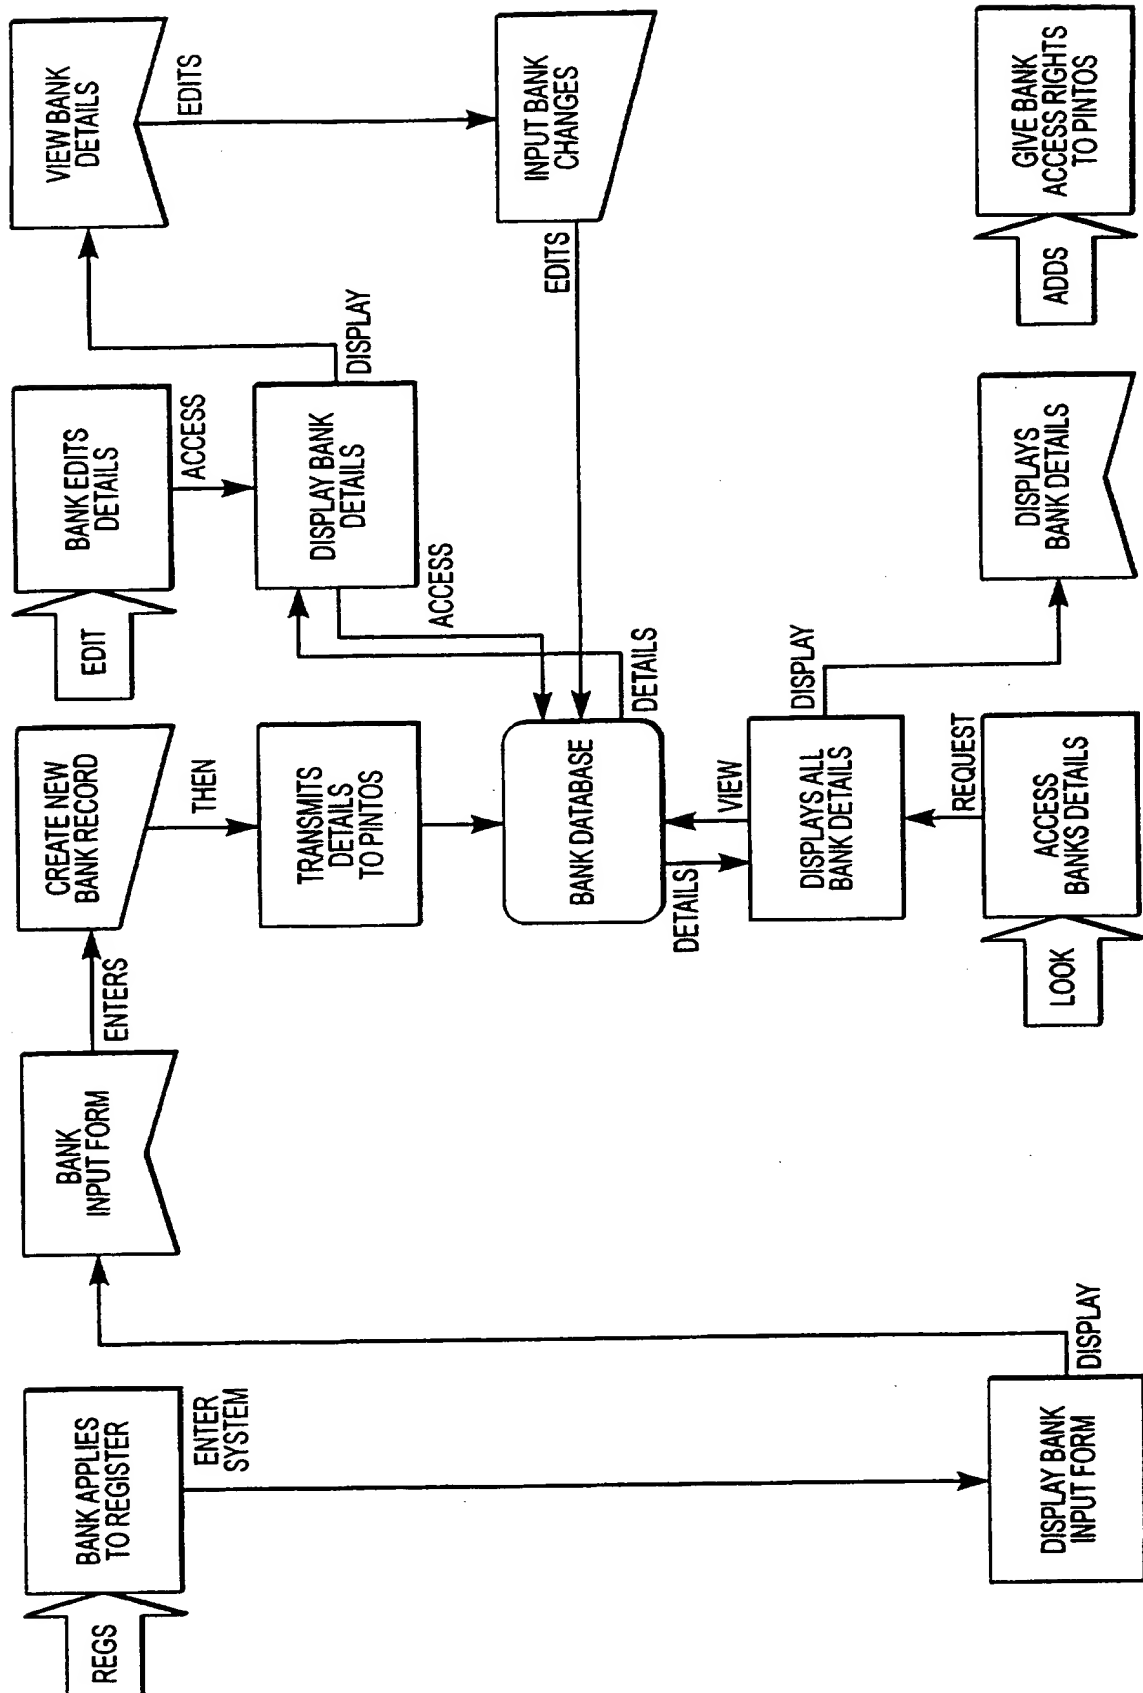 REGS
BANK APPLIES
TO REGISTER
ENTER
SYSTEM
DISPLAY BANK
INPUT FORM
DISPLAY
BANK
INPUT FORM
ENTERS
CREATE NEW
BANK RECORD
THEN
TRANSMITS
DETAILS
TO PINTOS
BANK DATABASE
DETAILS
VIEW
DISPLAYS ALL
BANK DETAILS
REQUEST
ACCESS
BANKS DETAILS
LOOK
DISPLAY
DISPLAYS
BANK DETAILS
EDIT
BANK EDITS
DETAILS
ACCESS
DISPLAY BANK
DETAILS
ACCESS
DETAILS
DISPLAY
VIEW BANK
DETAILS
EDITS
INPUT BANK
CHANGES
EDITS
ADDS
GIVE BANK
ACCESS RIGHTS
TO PINTOS